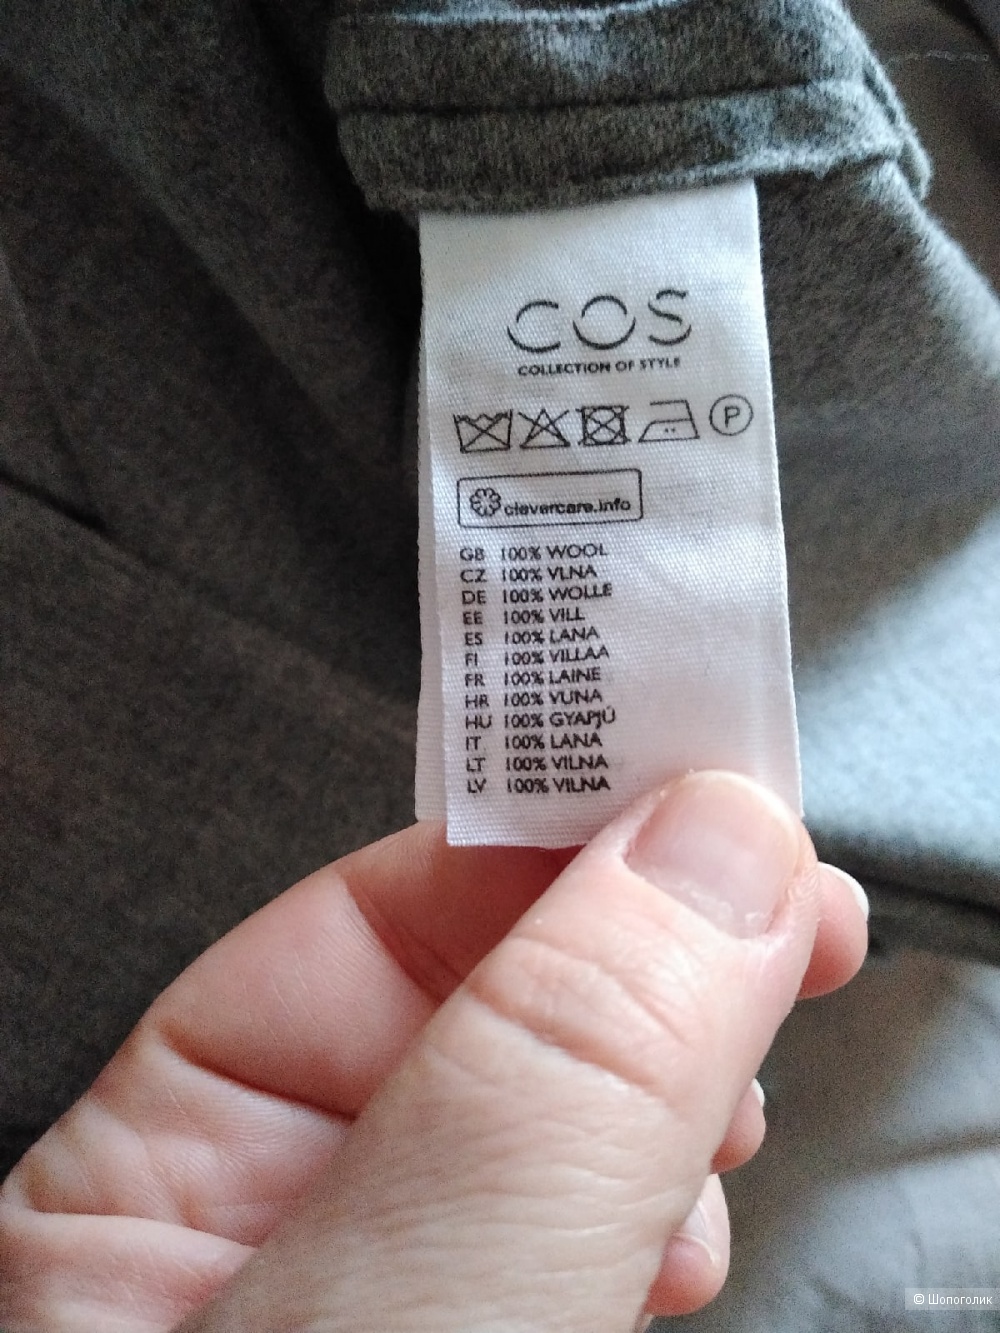 COS
COLLECTION OF STYLE
P
clevercare.info
GB 100% WOOL
CZ 100% VLNA
DE 100% WOLLE
EE 100% VILL
ES 100% LANA
FI 100% VILLAA
FR 100% LAINE
HR 100% VUNA
HU 100% GYAPJÚ
IT 100% LANA
LT 100% VILNA
LV 100% VILNA
© Шопоголик